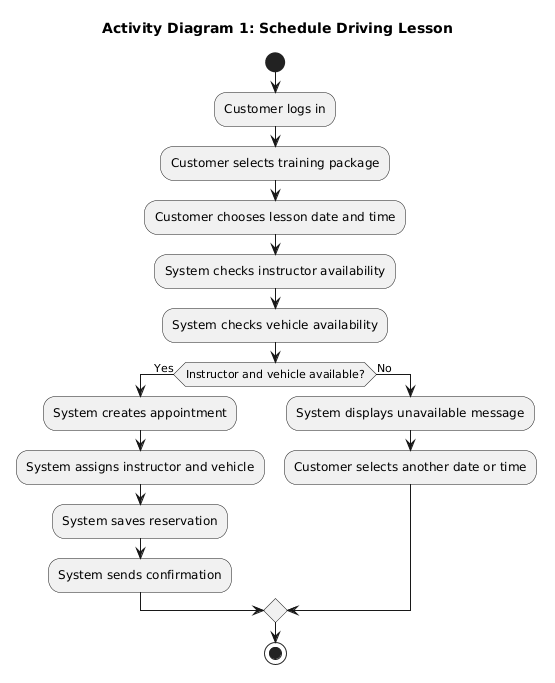 Activity Diagram 1: Schedule Driving Lesson
Customer logs in
Customer selects training package
Customer chooses lesson date and time
System checks instructor availability
System checks vehicle availability
Yes
Instructor and vehicle available?
No
System creates appointment
System displays unavailable message
System assigns instructor and vehicle
Customer selects another date or time
System saves reservation
System sends confirmation